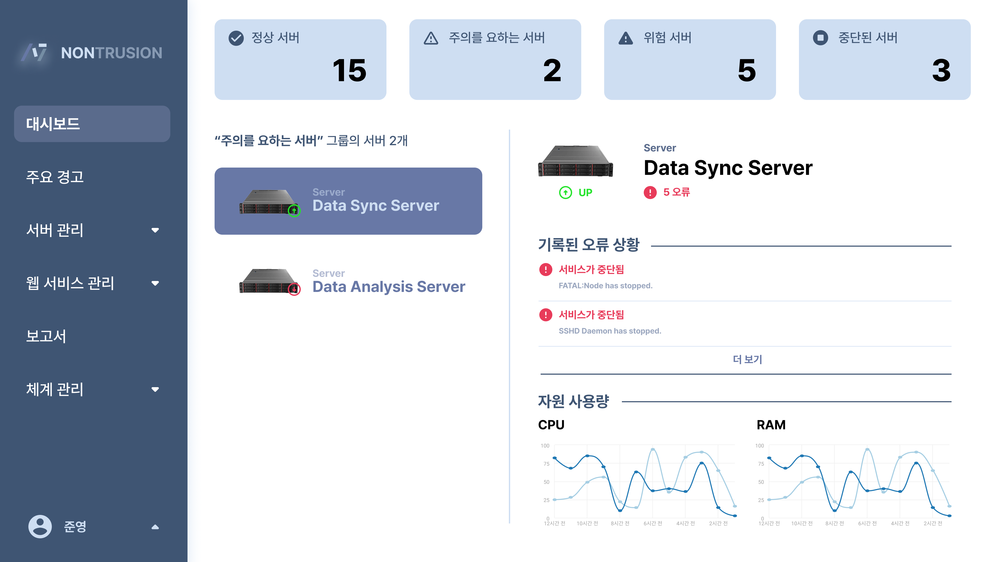 NONTRUSION
대시보드
주요 경고
서버 관리
웹 서비스 관리
보고서
체계 관리
준영
정상 서버
15
주의를 요하는 서버
2
위험 서버
5
중단된 서버
3
“주의를 요하는 서버” 그룹의 서버 2개
Server
Data Sync Server
Server
Data Analysis Server
Server
Data Sync Server
UP
5 오류
기록된 오류 상황
서비스가 중단됨
FATAL:Node has stopped.
서비스가 중단됨
SSHD Daemon has stopped.
더 보기
자원 사용량
CPU
100
75
50
25
0
12시간 전 10시간 전 8시간 전 6시간 전 4시간 전 2시간 전
RAM
100
75
50
25
0
12시간 전 10시간 전 8시간 전 6시간 전 4시간 전 2시간 전